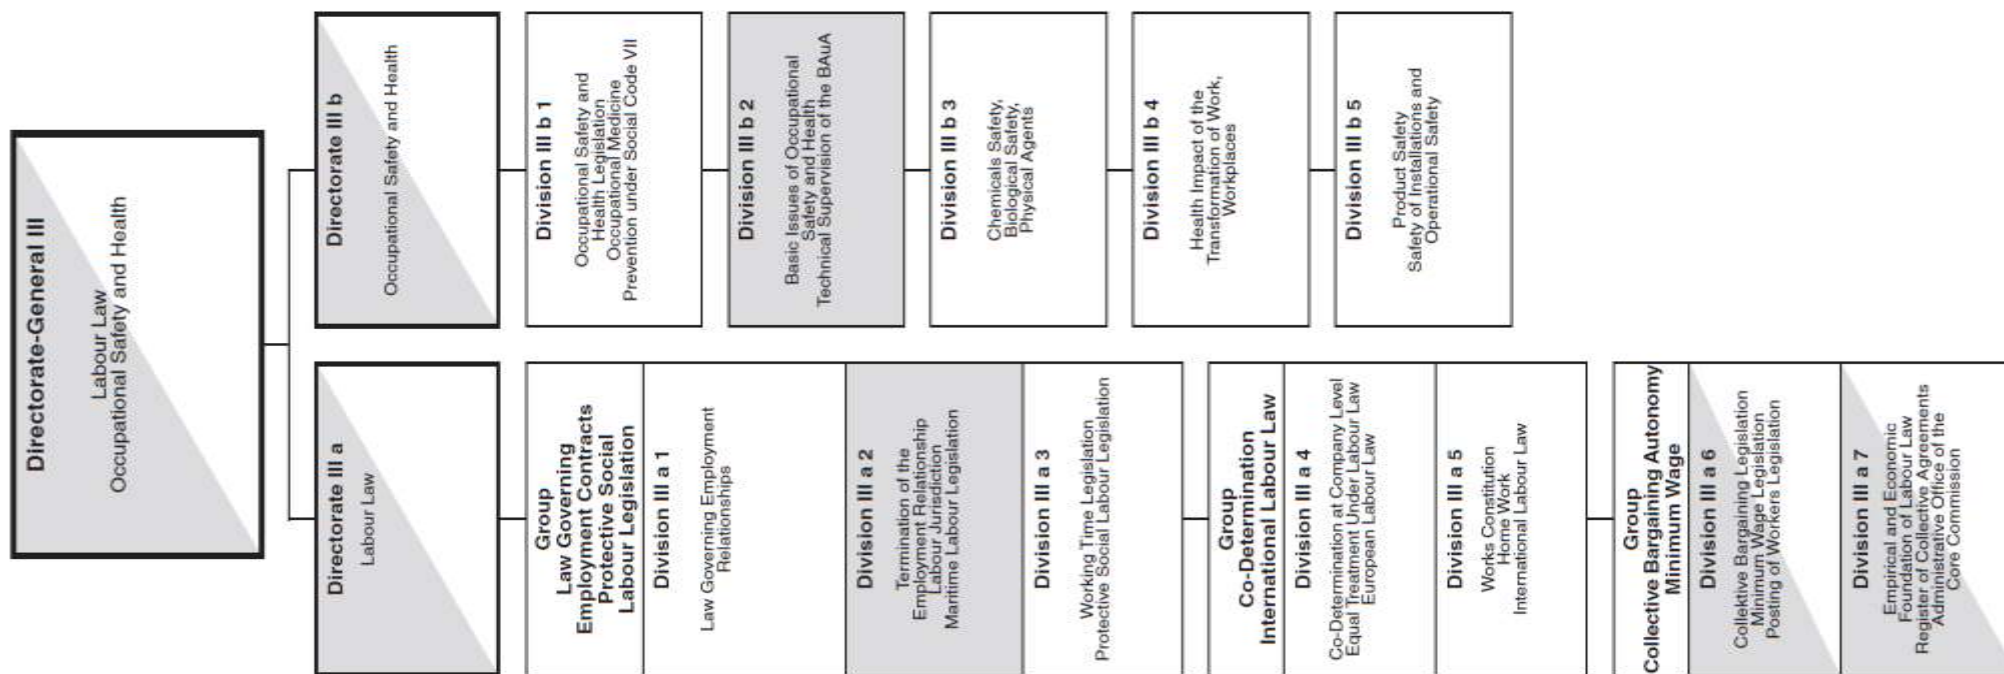 Directorate-General III
Labour Law
Occupational Safety and Health
Directorate III a
Labour Law
Group
Law Governing
Employment Contracts
Protective Social
Labour Legislation
Division III a 1
Law Governing Employment
Relationships
Division III a 2
Termination of the
Employment Relationship
Labour Jurisdiction
Maritime Labour Legislation
Division III a 3
Working Time Legislation
Protective Social Labour Legislation
Group
Co-Determination
International Labour Law
Division III a 4
Co-Determination at Company Level
Equal Treatment Under Labour Law
European Labour Law
Division III a 5
Works Constitution
Home Work
International Labour Law
Group
Collective Bargaining Autonomy
Minimum Wage
Division III a 6
Collektive Bargaining Legislation
Minimum Wage Legislation
Posting of Workers Legislation
Division III a 7
Empirical and Economic
Foundation of Labour Law
Register of Collective Agreements
Administrative Office of the
Core Commission
Directorate III b
Occupational Safety and Health
Division III b 1
Occupational Safety and
Health Legislation
Occupational Medicine
Prevention under Social Code VII
Division III b 2
Basic Issues of Occupational
Safety and Health
Technical Supervision of the BAuA
Division III b 3
Chemicals Safety,
Biological Safety,
Physical Agents
Division III b 4
Health Impact of the
Transformation of Work,
Workplaces
Division III b 5
Product Safety
Safety of Installations and
Operational Safety